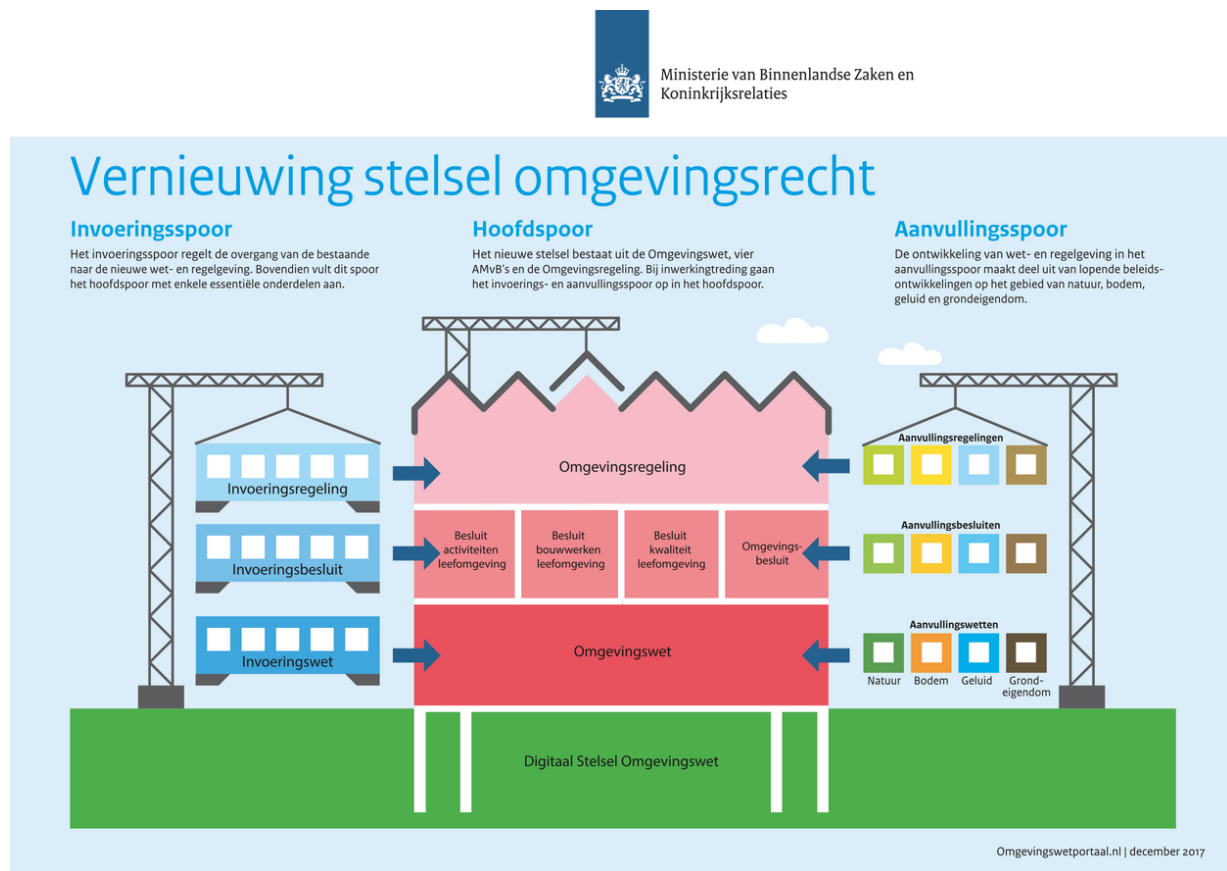 Ministerie van Binnenlandse Zaken en
Koninkrijksrelaties
Vernieuwing stelsel omgevingsrecht
Invoeringsspoor
Het invoeringsspoor regelt de overgang van de bestaande
naar de nieuwe wet- en regelgeving. Bovendien vult dit spoor
het hoofdspoor met enkele essentiële onderdelen aan.
Hoofdspoor
Het nieuwe stelsel bestaat uit de Omgevingswet, vier
AMvB's en de Omgevingsregeling. Bij inwerkingtreding gaan
het invoerings- en aanvullingsspoor op in het hoofdspoor.
Aanvullingsspoor
De ontwikkeling van wet- en regelgeving in het
aanvullingsspoor maakt deel uit van lopende beleids-
ontwikkelingen op het gebied van natuur, bodem,
geluid en grondeigendom.
Invoeringsregeling
Invoeringsbesluit
Invoeringswet
Omgevingsregeling
Besluit
activiteiten
leefomgeving
Besluit
bouwwerken
leefomgeving
Besluit
kwaliteit
leefomgeving
Omgevings-
besluit
Omgevingswet
Digitaal Stelsel Omgevingswet
Aanvullingsregelingen
Aanvullingsbesluiten
Aanvullingswetten
Natuur
Bodem
Geluid
Grond-
eigendom
Omgevingswetportaal.nl | december 2017